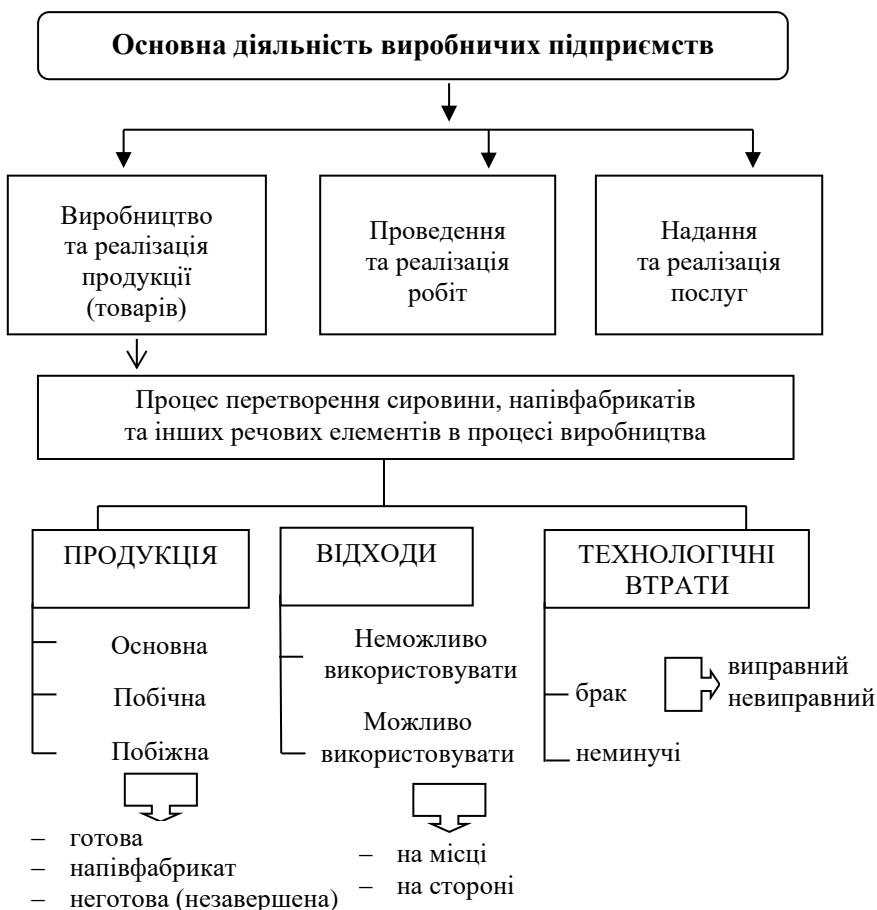 Основна діяльність виробничих підприємств
Виробництво
та реалізація
продукції
(товарів)
Проведення
та реалізація
робіт
Надання
та реалізація
послуг
Процес перетворення сировини, напівфабрикатів
та інших речових елементів в процесі виробництва
ПРОДУКЦІЯ
Основна
Побічна
Побіжна
– готова
– напівфабрикат
– неготова (незавершена)
ВІДХОДИ
Неможливо
використовувати
Можливо
використовувати
– на місці
– на стороні
ТЕХНОЛОГІЧНІ
ВТРАТИ
брак
виправний
невиправний
неминучі